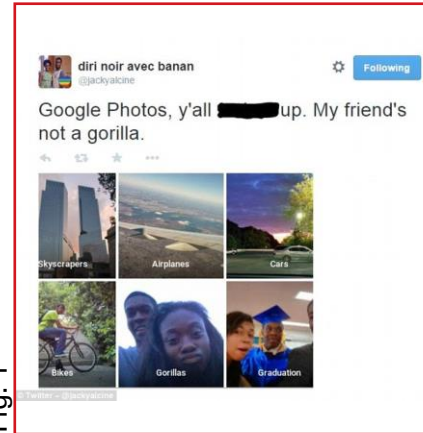 diri noir avec banan
@jackyalcine
Following
Google Photos, y'all up. My friend's
not a gorilla.
Skyscrapers
Airplanes
Cars
Bikes
Gorillas
Graduation
© Twitter – @jackyalcine